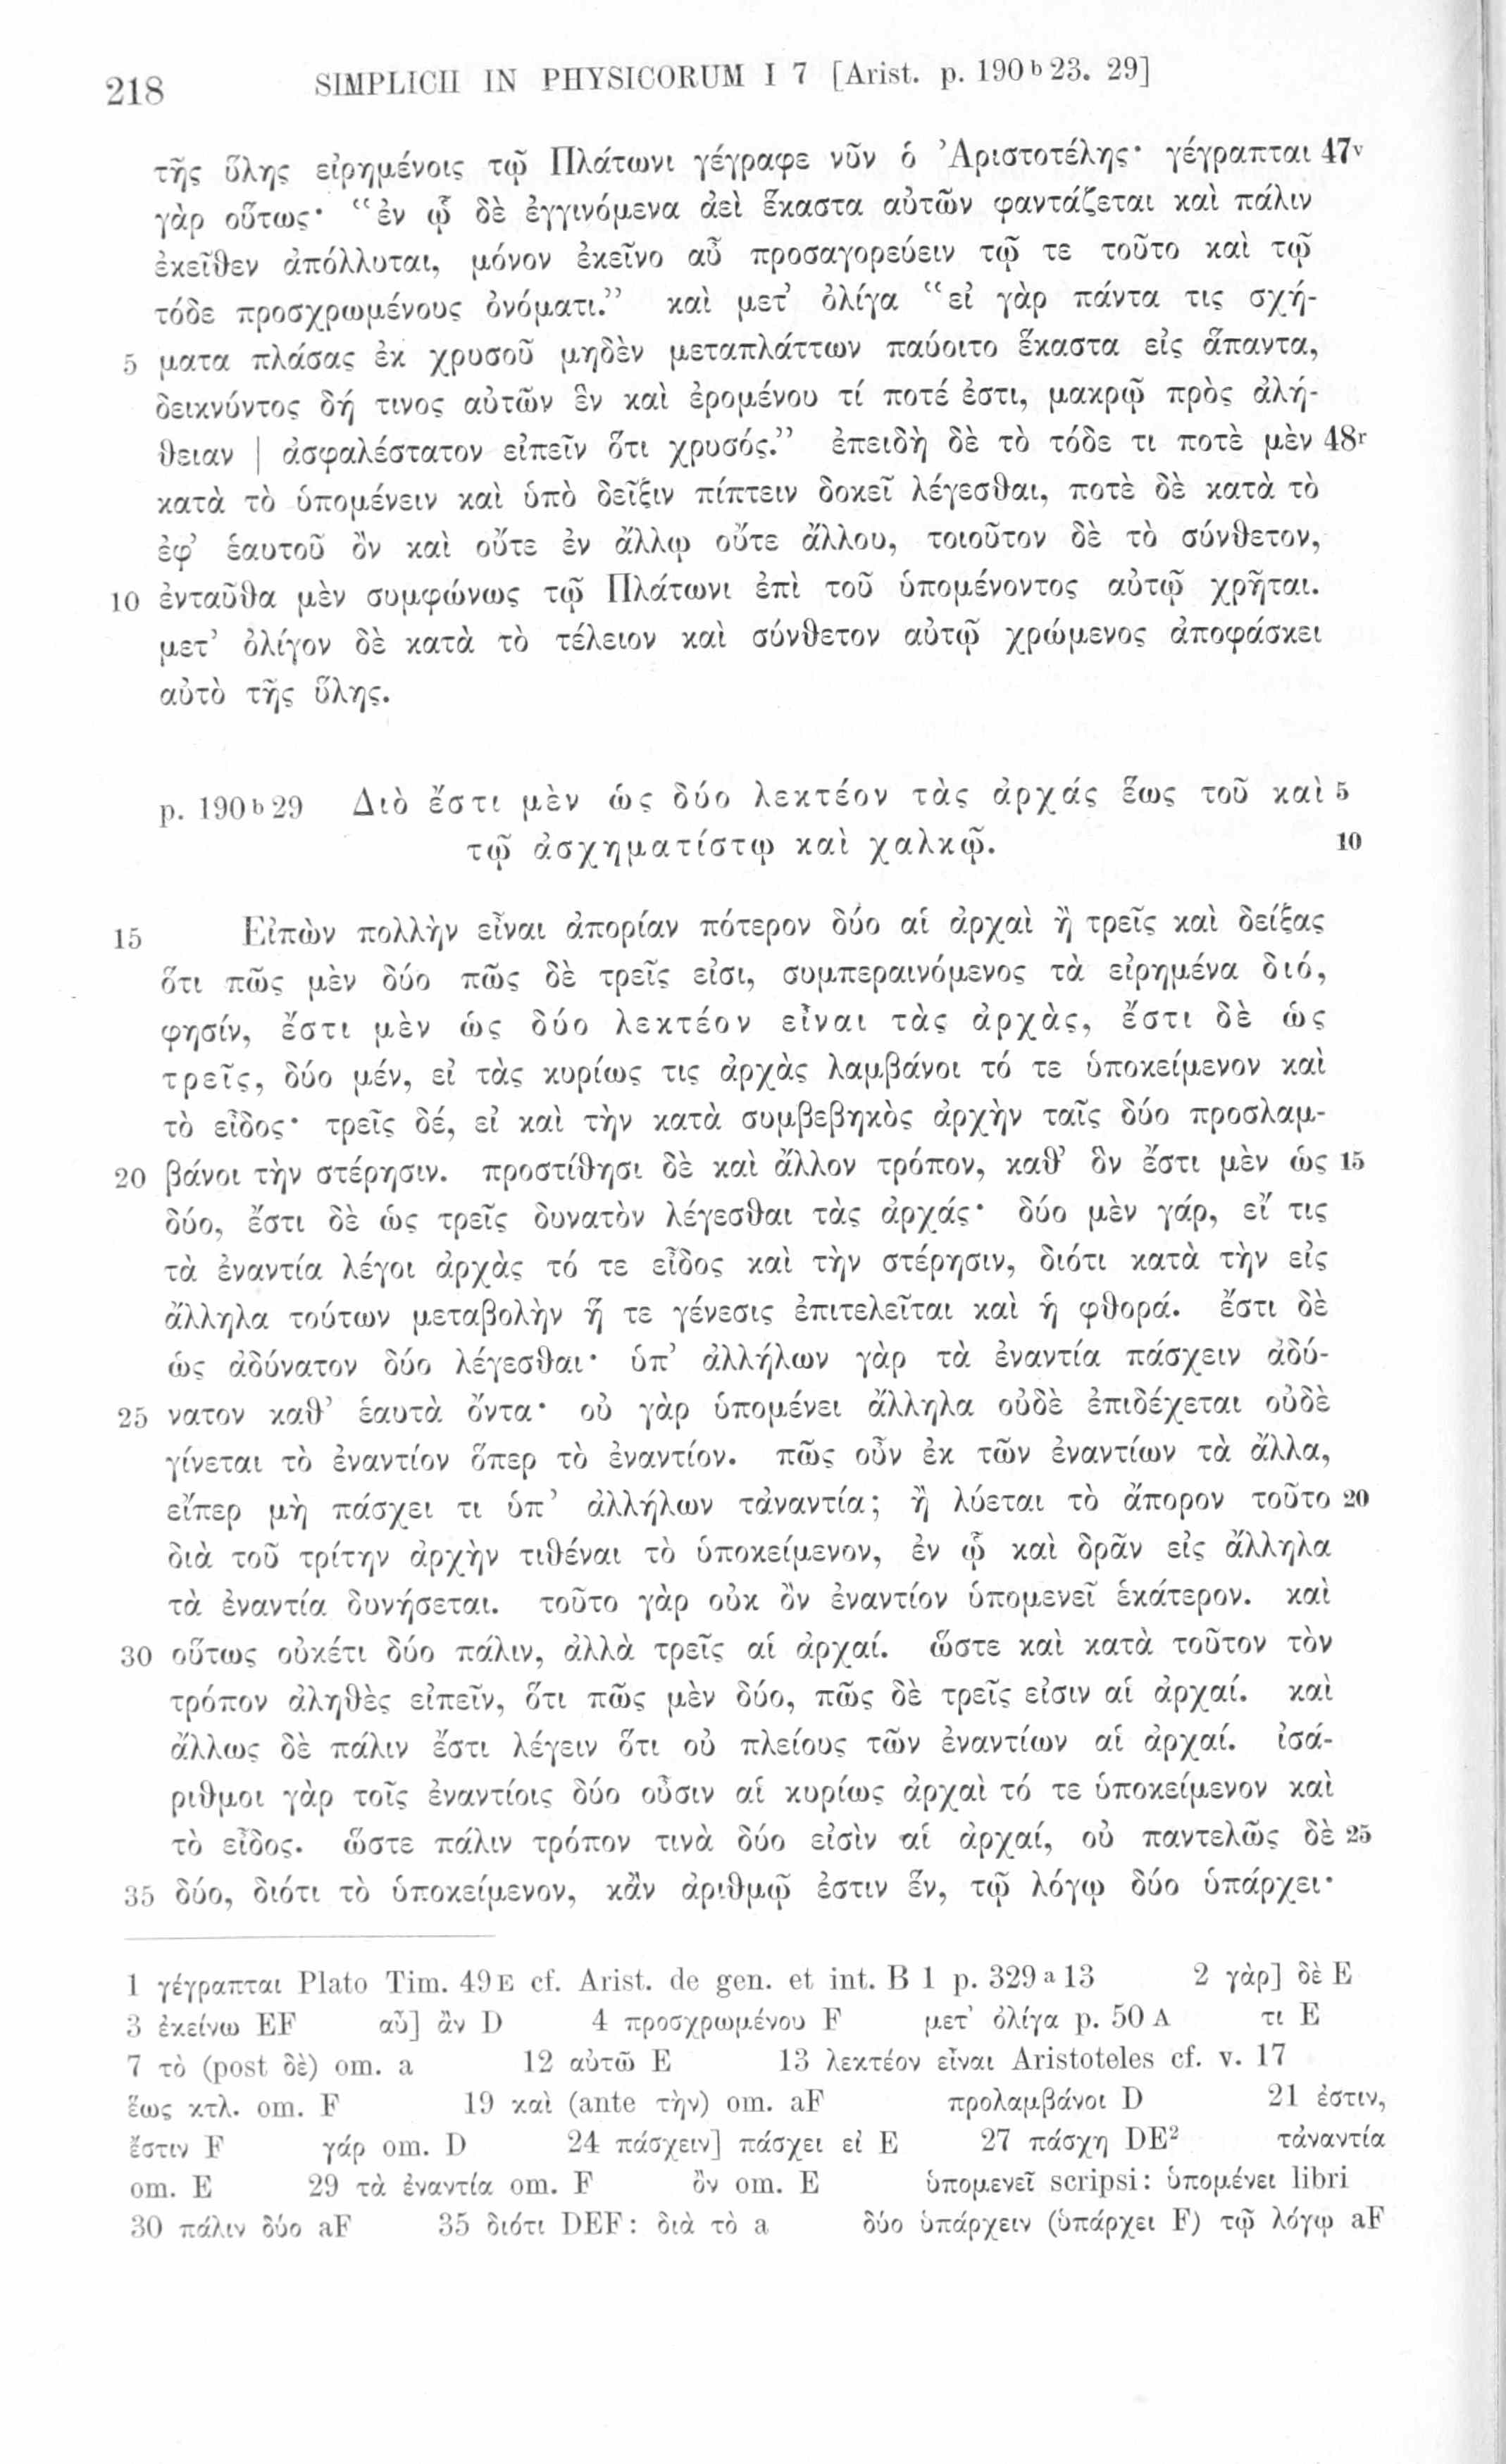 218 SIMPLICII IN PHYSICORUM I 7 [Arist. p. 190ᵇ23. 29]
τῆς ὕλης εἰρημένοις τῷ Πλάτωνι γέγραφε νῦν ὁ Ἀριστοτέλης· γέγραπται 47ᵛ
γὰρ οὕτως· “ἐν ᾧ δὲ ἐγγινόμενα ἀεὶ ἕκαστα αὐτῶν φαντάζεται καὶ πάλιν
ἐκεῖθεν ἀπόλλυται, μόνον ἐκεῖνο αὖ προσαγορεύειν τῷ τε τοῦτο καὶ τῷ
τόδε προσχρωμένους ὀνόματι.” καὶ μετ’ ὀλίγα “εἰ γὰρ πάντα τις σχή-
5 ματα πλάσας ἐκ χρυσοῦ μηδὲν μεταπλάττων παύοιτο ἕκαστα εἰς ἅπαντα,
δεικνύντος δή τινος αὐτῶν ἓν καὶ ἐρομένου τί ποτέ ἐστι, μακρῷ πρὸς ἀλή-
θειαν | ἀσφαλέστατον εἰπεῖν ὅτι χρυσός.” ἐπειδὴ δὲ τὸ τόδε τι ποτὲ μὲν 48ʳ
κατὰ τὸ ὑπομένειν καὶ ὑπὸ δεῖξιν πίπτειν δοκεῖ λέγεσθαι, ποτὲ δὲ κατὰ τὸ
ἐφ’ ἑαυτοῦ ὂν καὶ οὔτε ἐν ἄλλῳ οὔτε ἄλλου, τοιοῦτον δὲ τὸ σύνθετον,
10 ἐνταῦθα μὲν συμφώνως τῷ Πλάτωνι ἐπὶ τοῦ ὑπομένοντος αὐτῷ χρῆται.
μετ’ ὀλίγον δὲ κατὰ τὸ τέλειον καὶ σύνθετον αὐτῷ χρώμενος ἀποφάσκει
αὐτὸ τῆς ὕλης.
p. 190ᵇ29 Διὸ ἔστι μὲν ὡς δύο λεκτέον τὰς ἀρχάς ἕως τοῦ καὶ 5
τῷ ἀσχηματίστῳ καὶ χαλκῷ. 10
15 Εἰπὼν πολλὴν εἶναι ἀπορίαν πότερον δύο αἱ ἀρχαὶ ἢ τρεῖς καὶ δείξας
ὅτι πῶς μὲν δύο πῶς δὲ τρεῖς εἰσι, συμπεραινόμενος τὰ εἰρημένα διό,
φησίν, ἔστι μὲν ὡς δύο λεκτέον εἶναι τὰς ἀρχὰς, ἔστι δὲ ὡς
τρεῖς, δύο μέν, εἰ τὰς κυρίως τις ἀρχὰς λαμβάνοι τό τε ὑποκείμενον καὶ
τὸ εἶδος· τρεῖς δέ, εἰ καὶ τὴν κατὰ συμβεβηκὸς ἀρχὴν ταῖς δύο προσλαμ-
20 βάνοι τὴν στέρησιν. προστίθησι δὲ καὶ ἄλλον τρόπον, καθ’ ὃν ἔστι μὲν ὡς 15
δύο, ἔστι δὲ ὡς τρεῖς δυνατὸν λέγεσθαι τὰς ἀρχάς· δύο μὲν γάρ, εἴ τις
τὰ ἐναντία λέγοι ἀρχὰς τό τε εἶδος καὶ τὴν στέρησιν, διότι κατὰ τὴν εἰς
ἄλληλα τούτων μεταβολὴν ἥ τε γένεσις ἐπιτελεῖται καὶ ἡ φθορά. ἔστι δὲ
ὡς ἀδύνατον δύο λέγεσθαι· ὑπ’ ἀλλήλων γὰρ τὰ ἐναντία πάσχειν ἀδύ-
25 νατον καθ’ ἑαυτὰ ὄντα· οὐ γὰρ ὑπομένει ἄλληλα οὐδὲ ἐπιδέχεται οὐδὲ
γίνεται τὸ ἐναντίον ὅπερ τὸ ἐναντίον. πῶς οὖν ἐκ τῶν ἐναντίων τὰ ἄλλα,
εἴπερ μὴ πάσχει τι ὑπ’ ἀλλήλων τἀναντία; ἢ λύεται τὸ ἄπορον τοῦτο 20
διὰ τοῦ τρίτην ἀρχὴν τιθέναι τὸ ὑποκείμενον, ἐν ᾧ καὶ δρᾶν εἰς ἄλληλα
τὰ ἐναντία δυνήσεται. τοῦτο γὰρ οὐκ ὂν ἐναντίον ὑπομενεῖ ἑκάτερον. καὶ
30 οὕτως οὐκέτι δύο πάλιν, ἀλλὰ τρεῖς αἱ ἀρχαί. ὥστε καὶ κατὰ τοῦτον τὸν
τρόπον ἀληθὲς εἰπεῖν, ὅτι πῶς μὲν δύο, πῶς δὲ τρεῖς εἰσιν αἱ ἀρχαί. καὶ
ἄλλως δὲ πάλιν ἔστι λέγειν ὅτι οὐ πλείους τῶν ἐναντίων αἱ ἀρχαί. ἰσά-
ριθμοι γὰρ τοῖς ἐναντίοις δύο οὖσιν αἱ κυρίως ἀρχαὶ τό τε ὑποκείμενον καὶ
τὸ εἶδος. ὥστε πάλιν τρόπον τινὰ δύο εἰσὶν αἱ ἀρχαί, οὐ παντελῶς δὲ 25
35 δύο, διότι τὸ ὑποκείμενον, κἂν ἀριθμῷ ἐστιν ἕν, τῷ λόγῳ δύο ὑπάρχει·
1 γέγραπται Plato Tim. 49E cf. Arist. de gen. et int. B 1 p. 329ᵃ13 2 γὰρ] δὲ E
3 ἐκείνω EF αὖ] ἂν D 4 προσχρωμένου F μετ’ ὀλίγα p. 50A τι E
7 τὸ (post δὲ) om. a 12 αὐτῶ E 13 λεκτέον εἶναι Aristoteles cf. v. 17
ἕως κτλ. om. F 19 καὶ (ante τὴν) om. aF προλαμβάνοι D 21 ἐστιν,
ἔστιν F γάρ om. D 24 πάσχειν] πάσχει εἰ E 27 πάσχη DE² τἀναντία
om. E 29 τὰ ἐναντία om. F ὂν om. E ὑπομενεῖ scripsi: ὑπομένει libri
30 πάλιν δύο aF 35 διότι DEF: διὰ τὸ a δύο ὑπάρχειν (ὑπάρχει F) τῷ λόγῳ aF